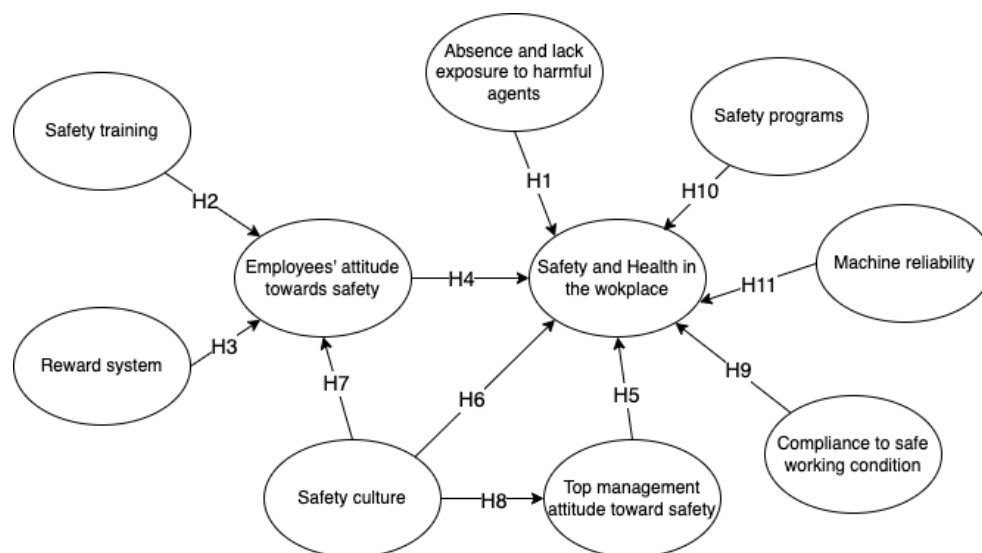 Absence and lack
exposure to harmful
agents
Safety training
Safety programs
H1
H10
H2
Employees' attitude
towards safety
H4
Safety and Health in
the wokplace
Machine reliability
H11
H3
Reward system
H7
H6
H5
H9
Compliance to safe
working condition
Safety culture
H8
Top management
attitude toward safety